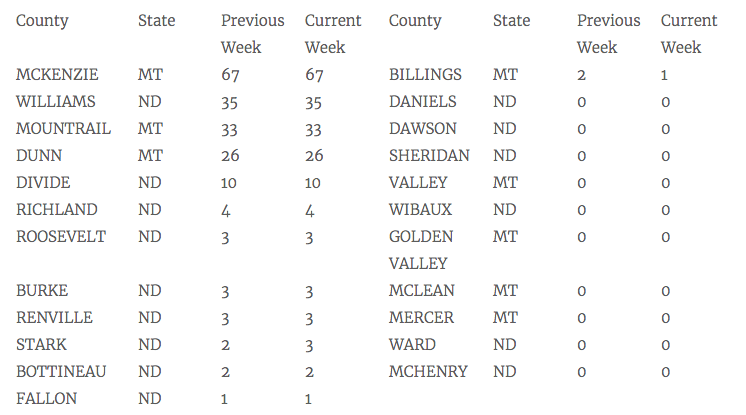 County State Previous Current County State Previous Current
Week Week Week Week
MCKENZIE MT 67 67 BILLINGS MT 2 1
WILLIAMS ND 35 35 DANIELS ND 0 0
MOUNTRAIL MT 33 33 DAWSON ND 0 0
DUNN MT 26 26 SHERIDAN ND 0 0
DIVIDE ND 10 10 VALLEY MT 0 0
RICHLAND ND 4 4 WIBAUX ND 0 0
ROOSEVELT ND 3 3 GOLDEN MT 0 0
VALLEY
BURKE ND 3 3 MCLEAN MT 0 0
RENVILLE ND 3 3 MERCER MT 0 0
STARK ND 2 3 WARD ND 0 0
BOTTINEAU ND 2 2 MCHENRY ND 0 0
FALLON ND 1 1